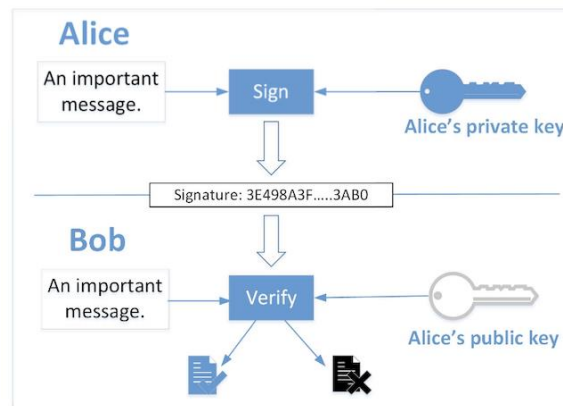 Alice
An important
message.
Sign
Alice's private key
Signature: 3E498A3F.....3AB0
Bob
An important
message.
Verify
Alice's public key